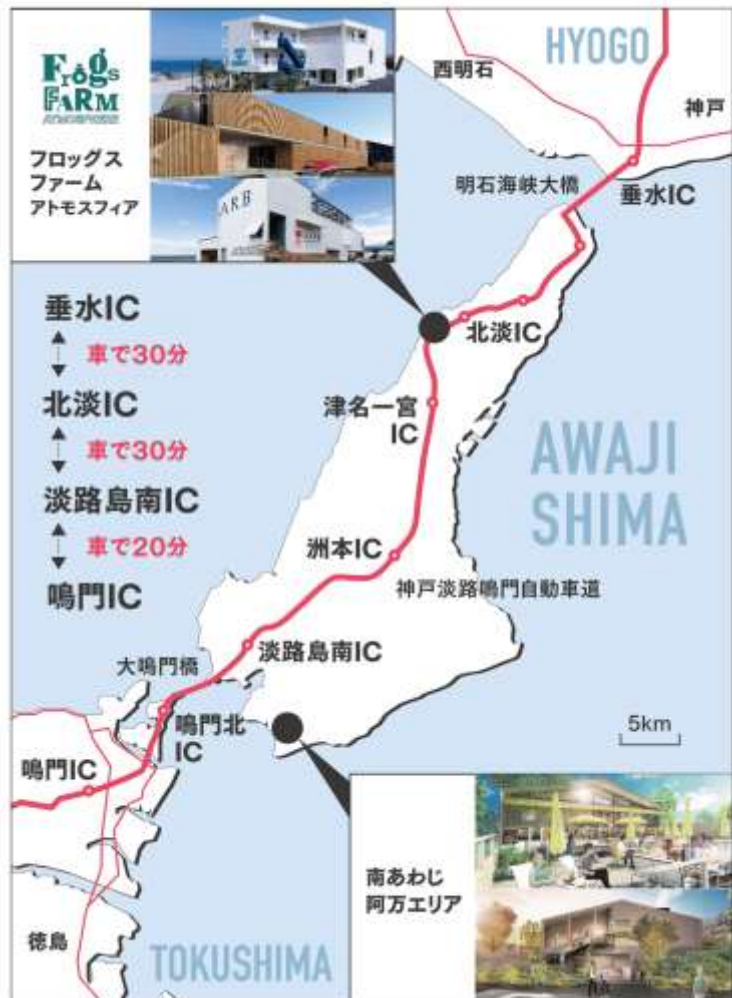 Frogs
FARM
ATMOSPHERE
フロッグス
ファーム
アトモスフィア
ARB
HYOGO
西明石
神戸
明石海峡大橋
垂水IC
垂水IC
車で30分
北淡IC
車で30分
淡路島南IC
車で20分
鳴門IC
北淡IC
津名一宮
IC
AWAJI
SHIMA
洲本IC
神戸淡路鳴門自動車道
淡路島南IC
大鳴門橋
鳴門北
IC
鳴門IC
5km
南あわじ
阿万エリア
徳島
TOKUSHIMA